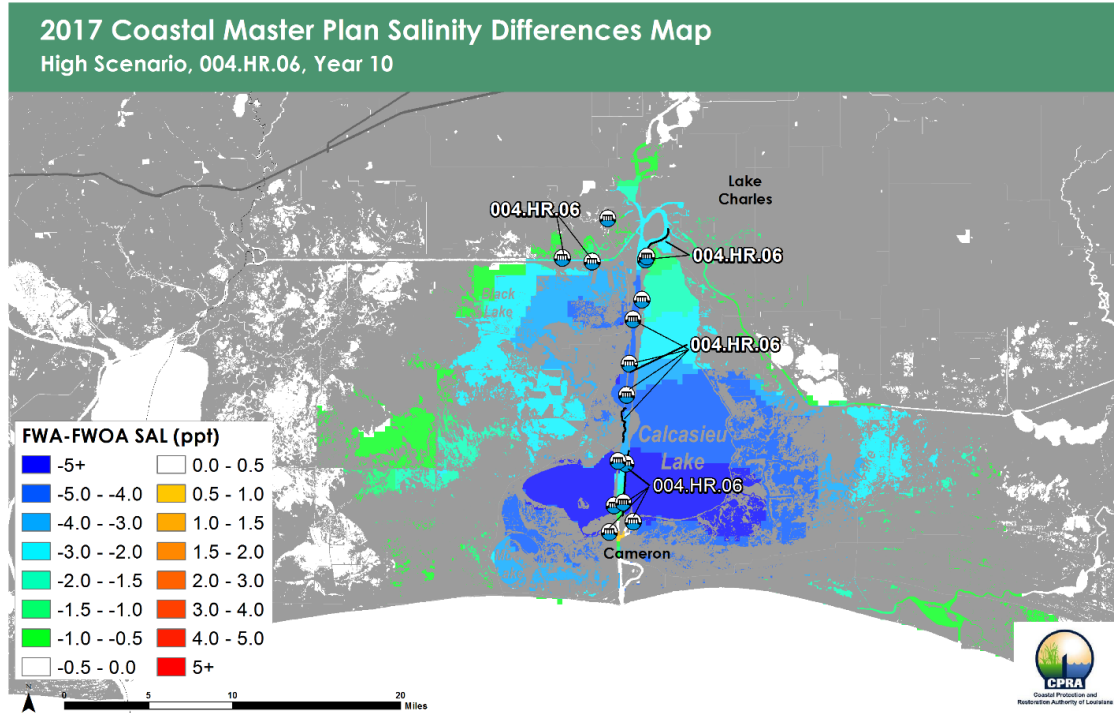 2017 Coastal Master Plan Salinity Differences Map
High Scenario, 004.HR.06, Year 10
Lake
Charles
004.HR.06
004.HR.06
Black
Lake
004.HR.06
Calcasieu
Lake
004.HR.06
Cameron
FWA-FWOA SAL (ppt)
-5+
-5.0 - -4.0
-4.0 - -3.0
-3.0 - -2.0
-2.0 - -1.5
-1.5 - -1.0
-1.0 - -0.5
-0.5 - 0.0
0.0 - 0.5
0.5 - 1.0
1.0 - 1.5
1.5 - 2.0
2.0 - 3.0
3.0 - 4.0
4.0 - 5.0
5+
N
0 5 10 20
Miles
CPRA
Coastal Protection and
Restoration Authority of Louisiana